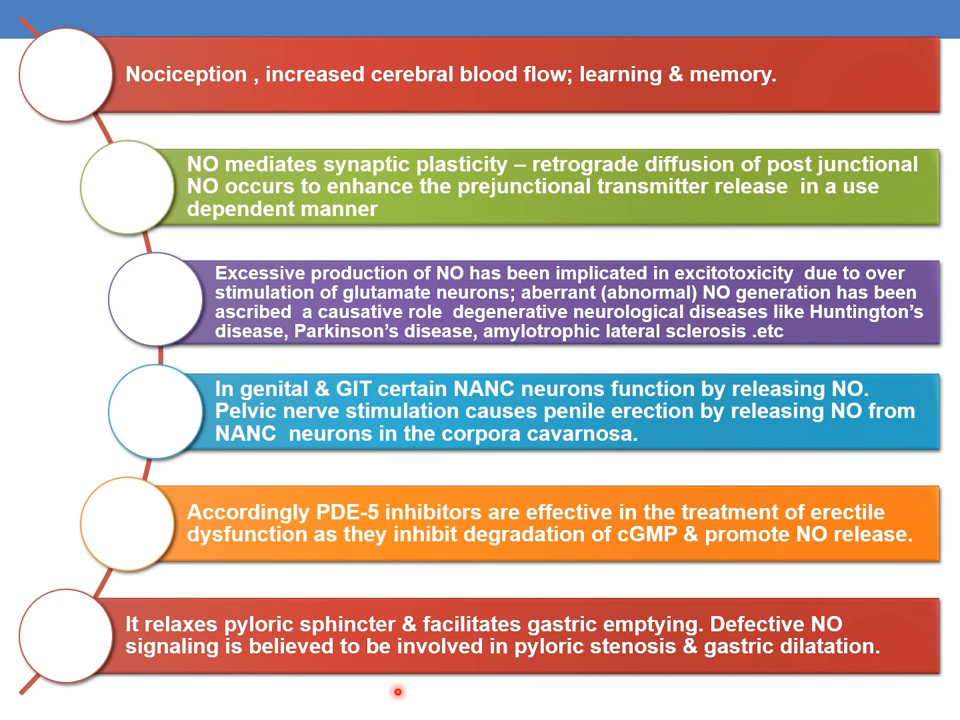 Nociception , increased cerebral blood flow; learning & memory.
NO mediates synaptic plasticity – retrograde diffusion of post junctional
NO occurs to enhance the prejunctional transmitter release in a use
dependent manner
Excessive production of NO has been implicated in excitotoxicity due to over
stimulation of glutamate neurons; aberrant (abnormal) NO generation has been
ascribed a causative role degenerative neurological diseases like Huntington’s
disease, Parkinson’s disease, amylotrophic lateral sclerosis .etc
In genital & GIT certain NANC neurons function by releasing NO.
Pelvic nerve stimulation causes penile erection by releasing NO from
NANC neurons in the corpora cavarnosa.
Accordingly PDE-5 inhibitors are effective in the treatment of erectile
dysfunction as they inhibit degradation of cGMP & promote NO release.
It relaxes pyloric sphincter & facilitates gastric emptying. Defective NO
signaling is believed to be involved in pyloric stenosis & gastric dilatation.